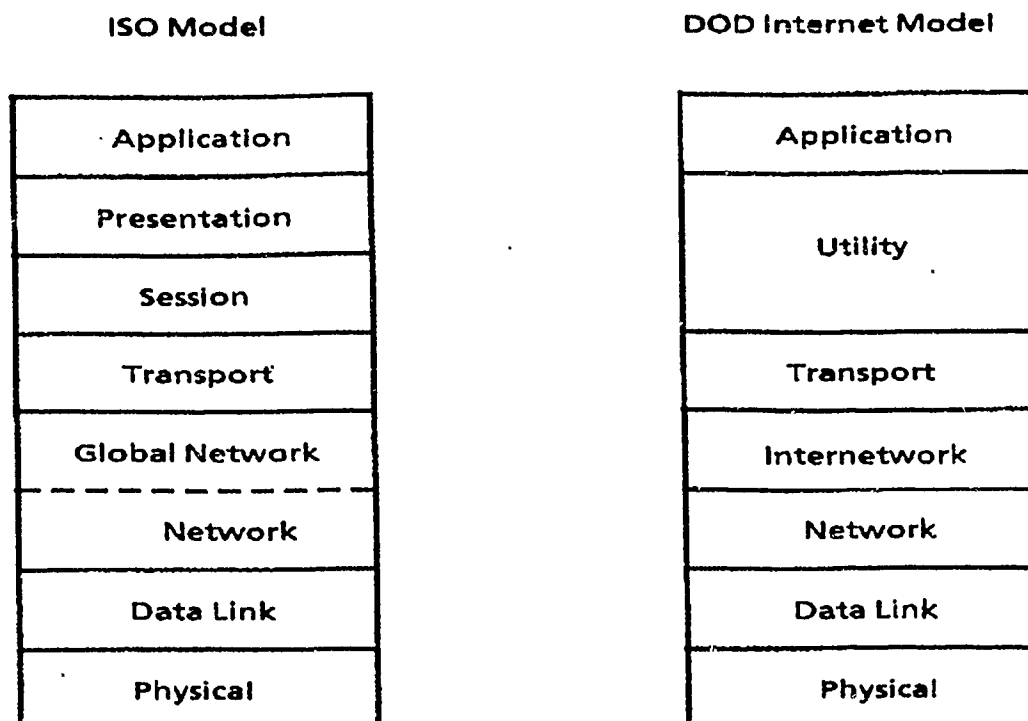 ISO Model
Application
Presentation
Session
Transport
Global Network
Network
Data Link
Physical
DOD Internet Model
Application
Utility
Transport
Internetwork
Network
Data Link
Physical